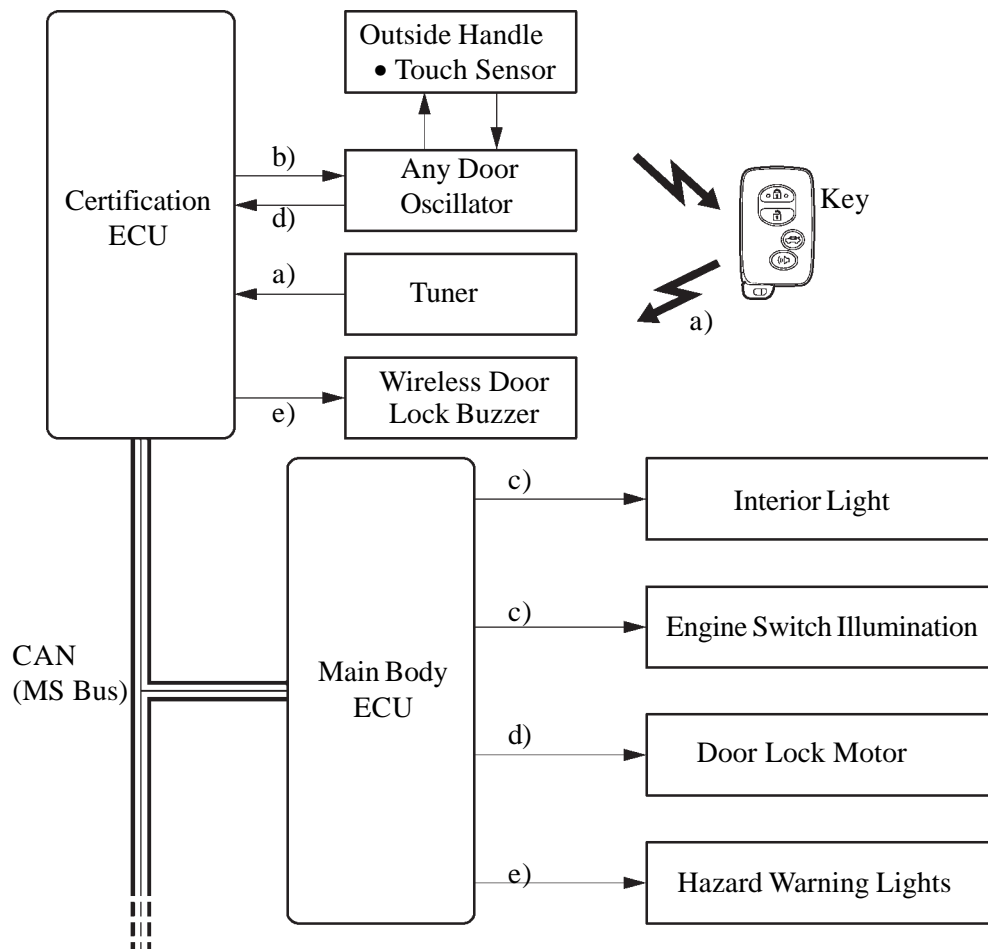 Outside Handle
• Touch Sensor
b)
Any Door
Oscillator
Certification
ECU
d)
Key
a)
Tuner
a)
Wireless Door
Lock Buzzer
e)
c)
Interior Light
c)
Engine Switch Illumination
CAN
(MS Bus)
Main Body
ECU
d)
Door Lock Motor
e)
Hazard Warning Lights